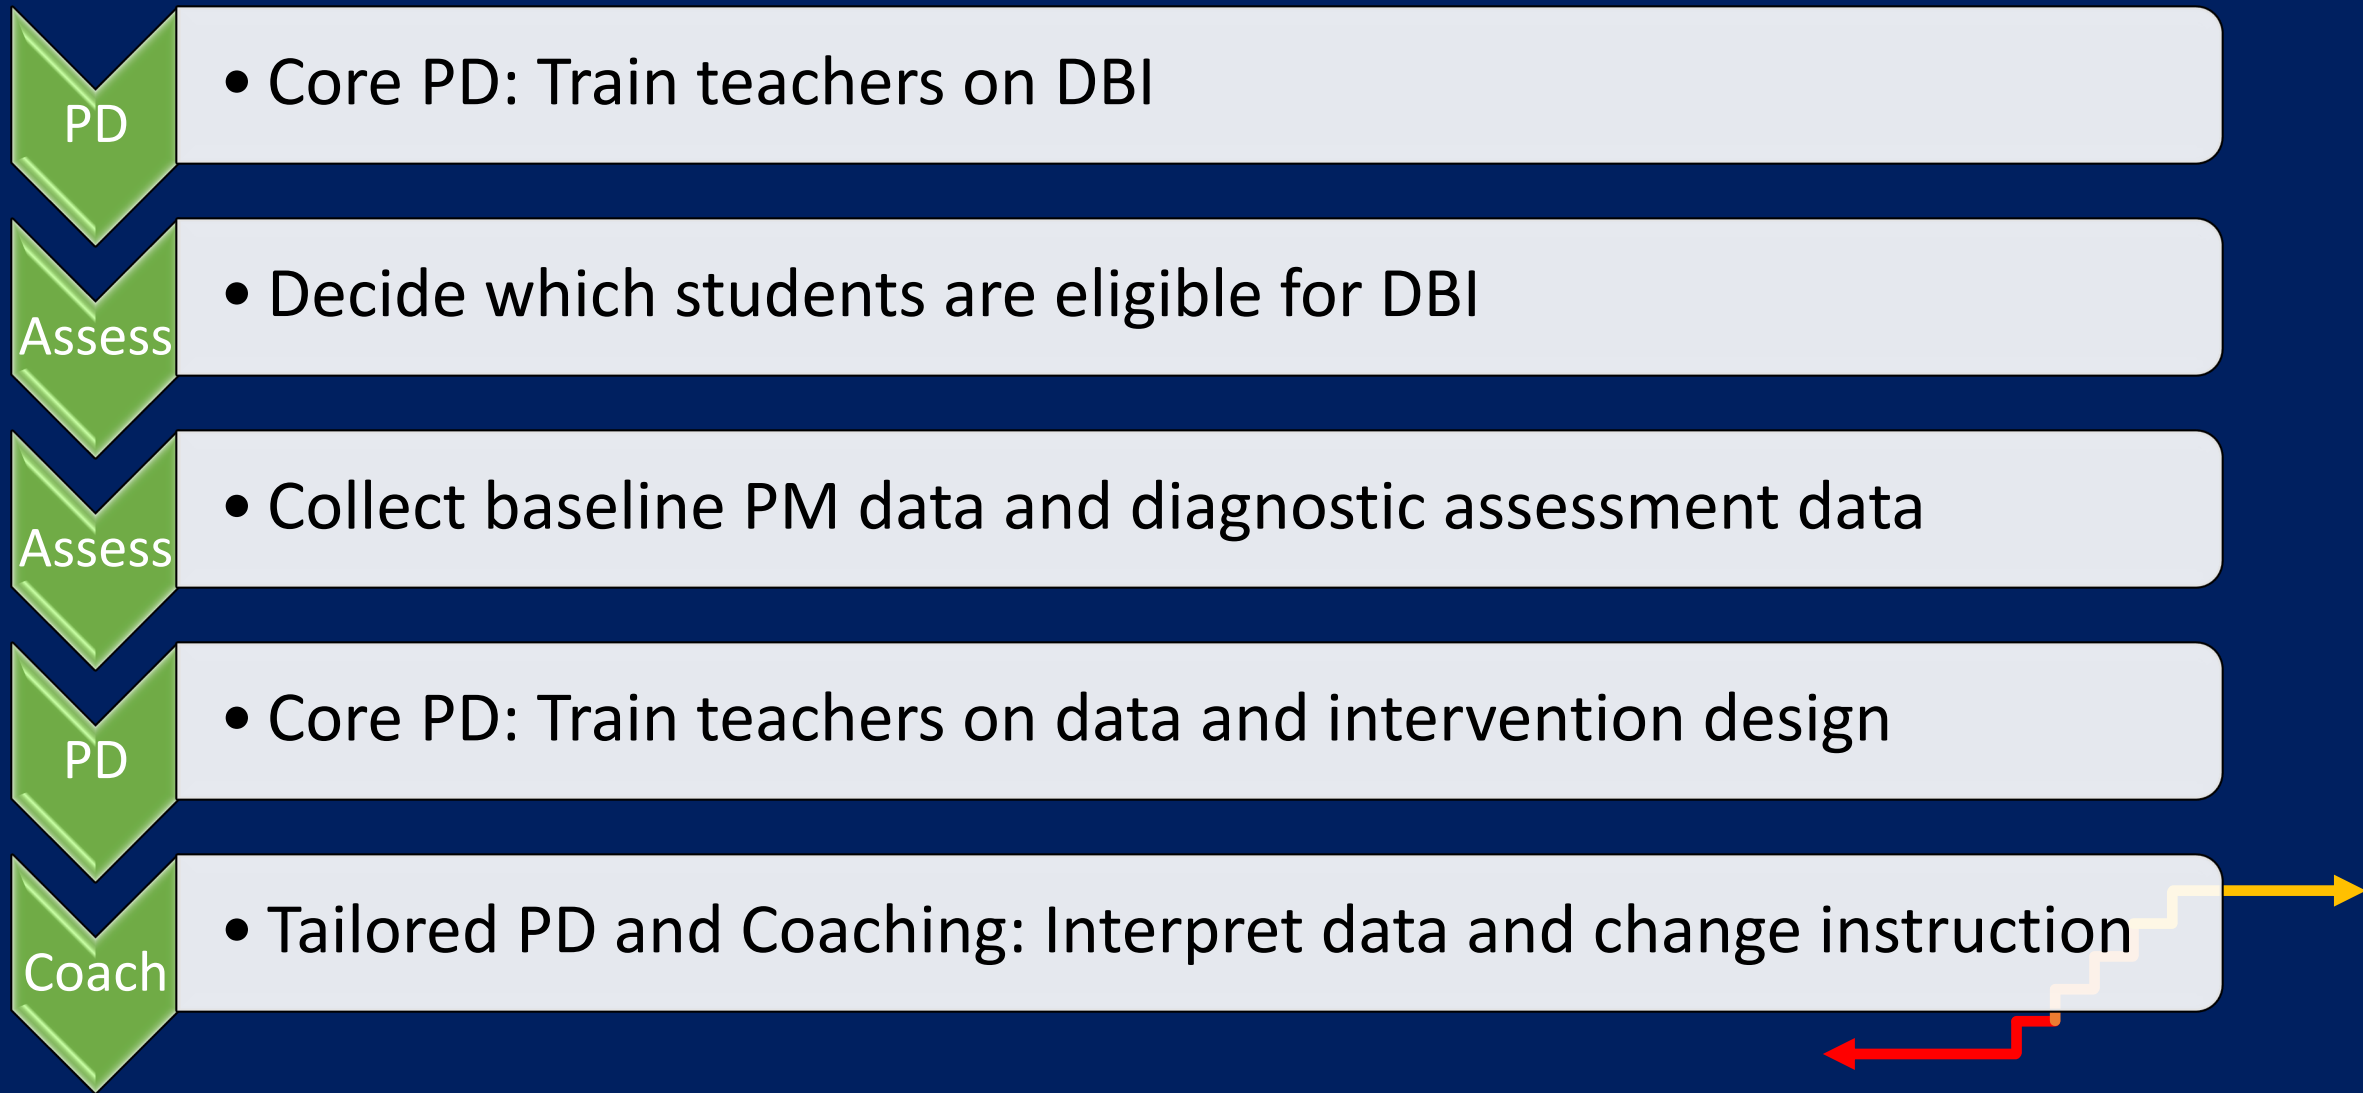 PD
• Core PD: Train teachers on DBI
Assess
• Decide which students are eligible for DBI
Assess
• Collect baseline PM data and diagnostic assessment data
PD
• Core PD: Train teachers on data and intervention design
Coach
• Tailored PD and Coaching: Interpret data and change instruction